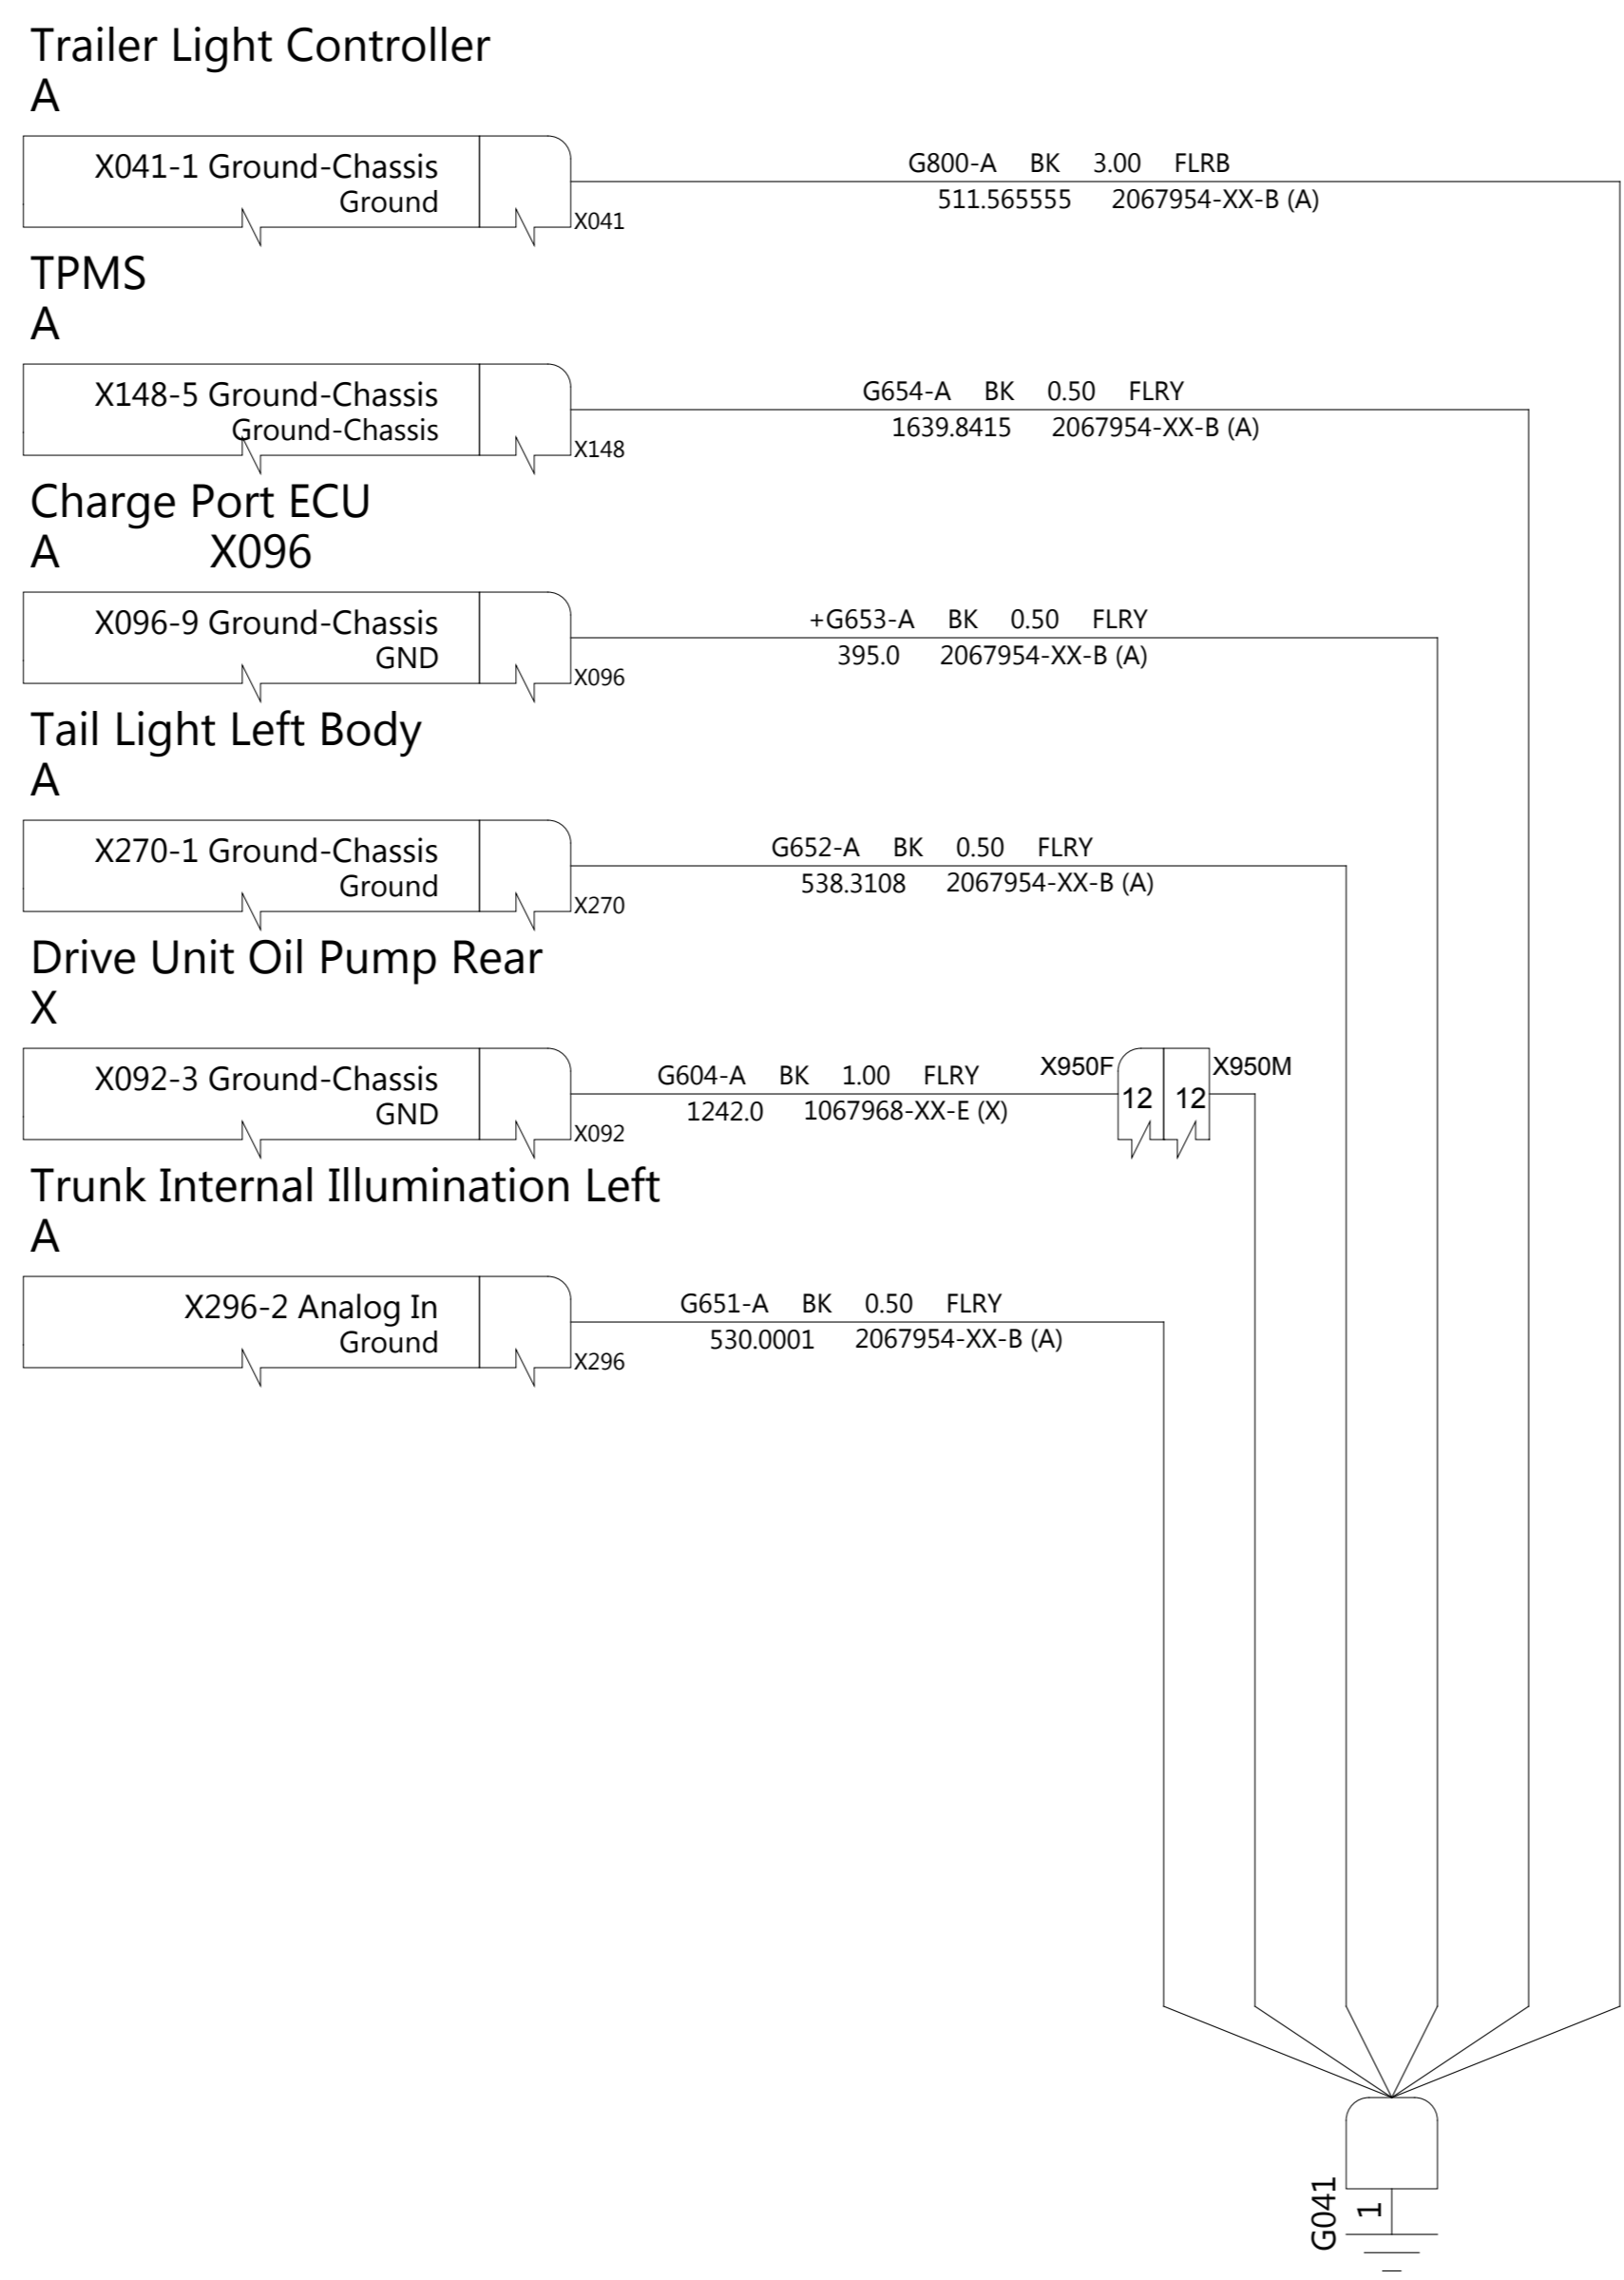 Trailer Light Controller
A
X041-1 Ground-Chassis
Ground
X041
G800-A BK 3.00 FLRB
511.565555 2067954-XX-B (A)
TPMS
A
X148-5 Ground-Chassis
Ground-Chassis
X148
G654-A BK 0.50 FLRY
1639.8415 2067954-XX-B (A)
Charge Port ECU
A X096
X096-9 Ground-Chassis
GND
X096
+G653-A BK 0.50 FLRY
395.0 2067954-XX-B (A)
Tail Light Left Body
A
X270-1 Ground-Chassis
Ground
X270
G652-A BK 0.50 FLRY
538.3108 2067954-XX-B (A)
Drive Unit Oil Pump Rear
X
X092-3 Ground-Chassis
GND
X092
G604-A BK 1.00 FLRY
1242.0 1067968-XX-E (X)
X950F
12 12
X950M
Trunk Internal Illumination Left
A
X296-2 Analog In
Ground
X296
G651-A BK 0.50 FLRY
530.0001 2067954-XX-B (A)
G041
1